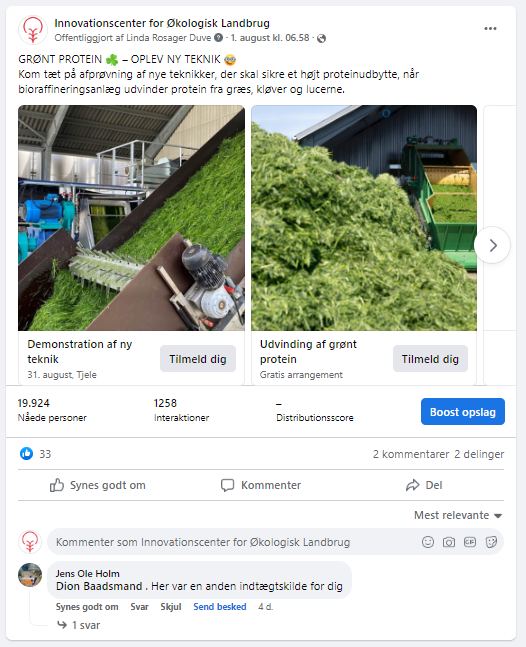 Innovationscenter for Økologisk Landbrug
Offentliggjort af Linda Rosager Duve · 1. august kl. 06.58 ·
GRØNT PROTEIN 🍀 – OPLEV NY TEKNIK 🤓
Kom tæt på afprøvning af nye teknikker, der skal sikre et højt proteinudbytte, når
bioraffineringsanlæg udvinder protein fra græs, kløver og lucerne.
Demonstration af ny
teknik
31. august, Tjele
Tilmeld dig
Udvinding af grønt
protein
Gratis arrangement
Tilmeld dig
19.924
Nåede personer
1258
Interaktioner
–
Distributionsscore
Boost opslag
33
2 kommentarer 2 delinger
Synes godt om
Kommenter
Del
Mest relevante
Kommenter som Innovationscenter for Økologisk Landbrug
GIF
Jens Ole Holm
Dion Baadsmand . Her var en anden indtægtskilde for dig
Synes godt om Svar Skjul Send besked 4 d.
1 svar